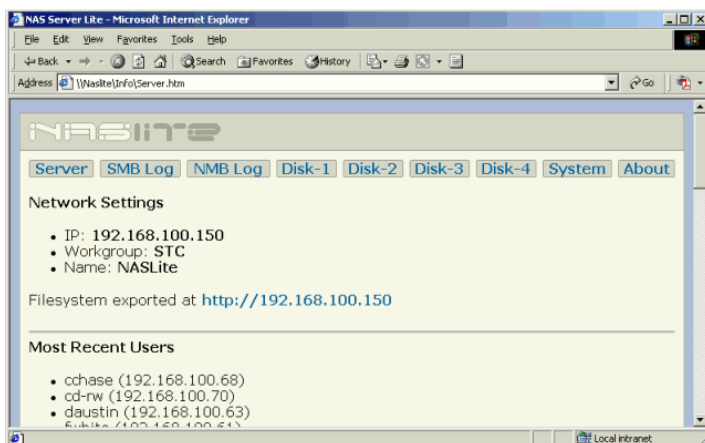 NAS Server Lite - Microsoft Internet Explorer
File Edit View Favorites Tools Help
Back Search Favorites History
Address \\Naslite\Info\Server.htm Go
NASlite
Server SMB Log NMB Log Disk-1 Disk-2 Disk-3 Disk-4 System About
Network Settings
IP: 192.168.100.150
Workgroup: STC
Name: NASLite
Filesystem exported at http://192.168.100.150
Most Recent Users
cchase (192.168.100.68)
cd-rw (192.168.100.70)
daustin (192.168.100.63)
Local intranet